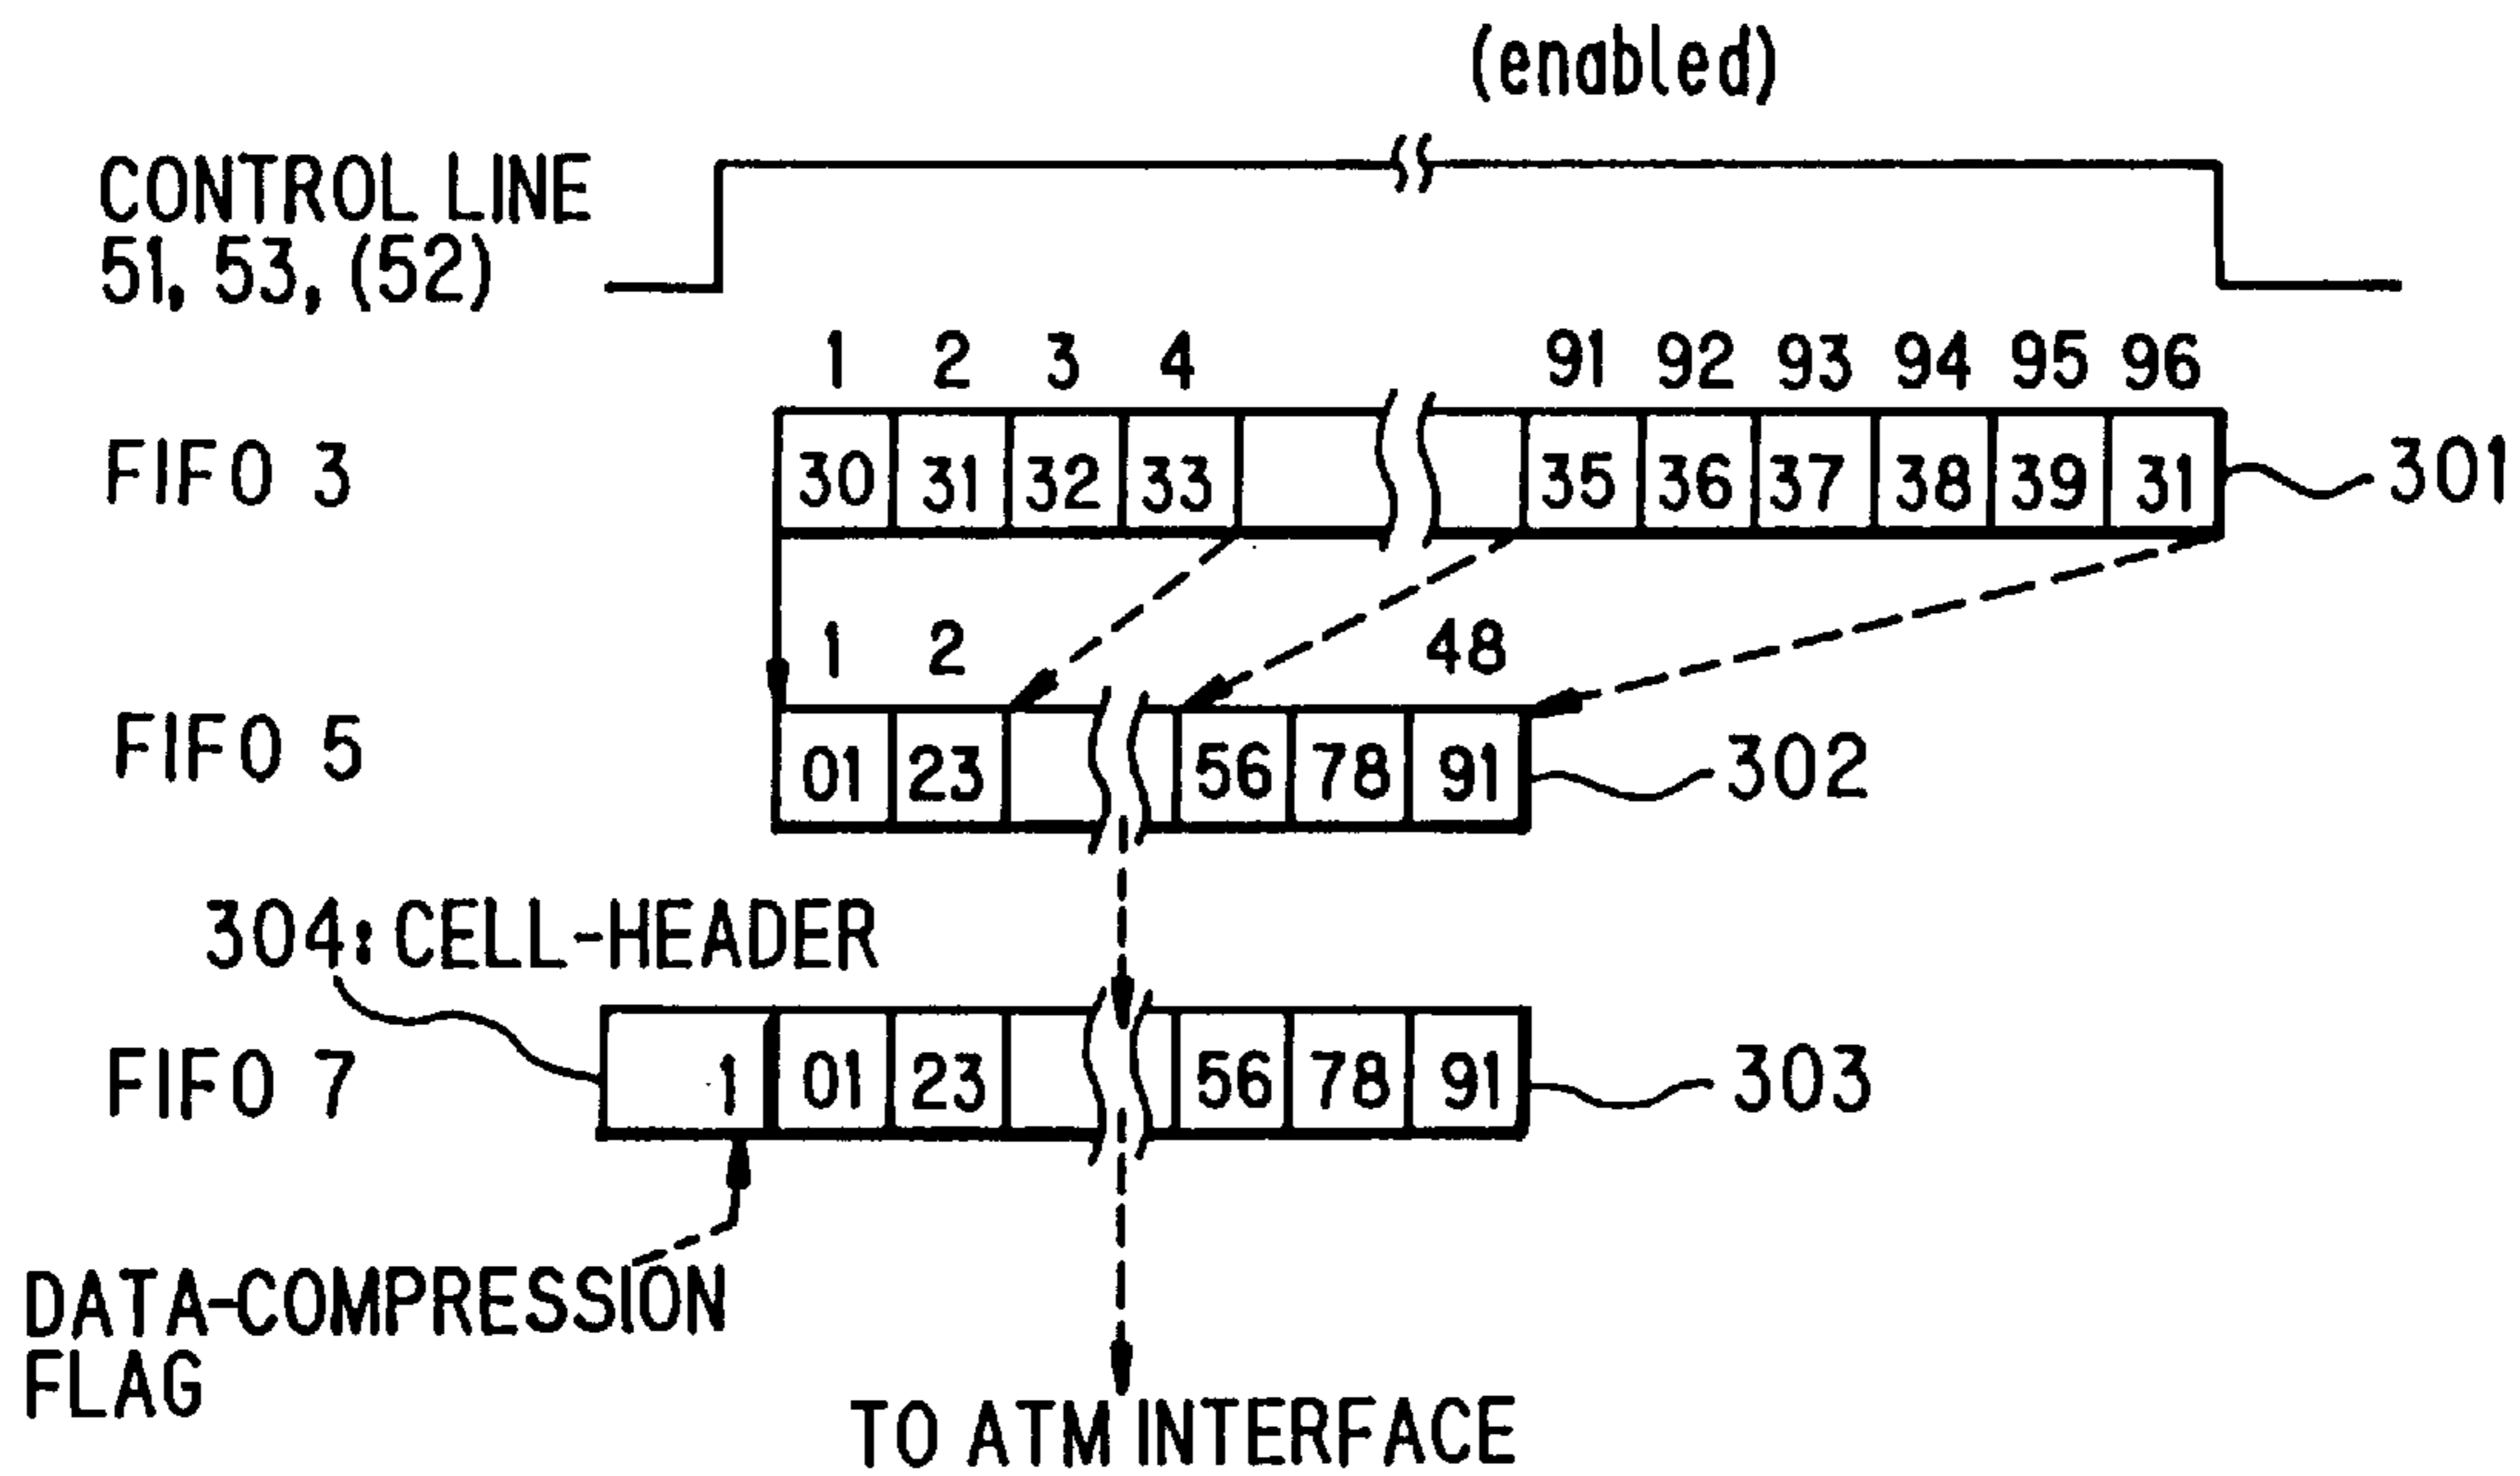 (enabled)
CONTROL LINE
51, 53, (52)
1 2 3 4 91 92 93 94 95 96
FIFO 3 30 31 32 33 35 36 37 38 39 31 301
1 2 48
FIFO 5 01 23 56 78 91 302
304: CELL-HEADER
FIFO 7 1 01 23 56 78 91 303
DATA-COMPRESSION
FLAG
TO ATM INTERFACE